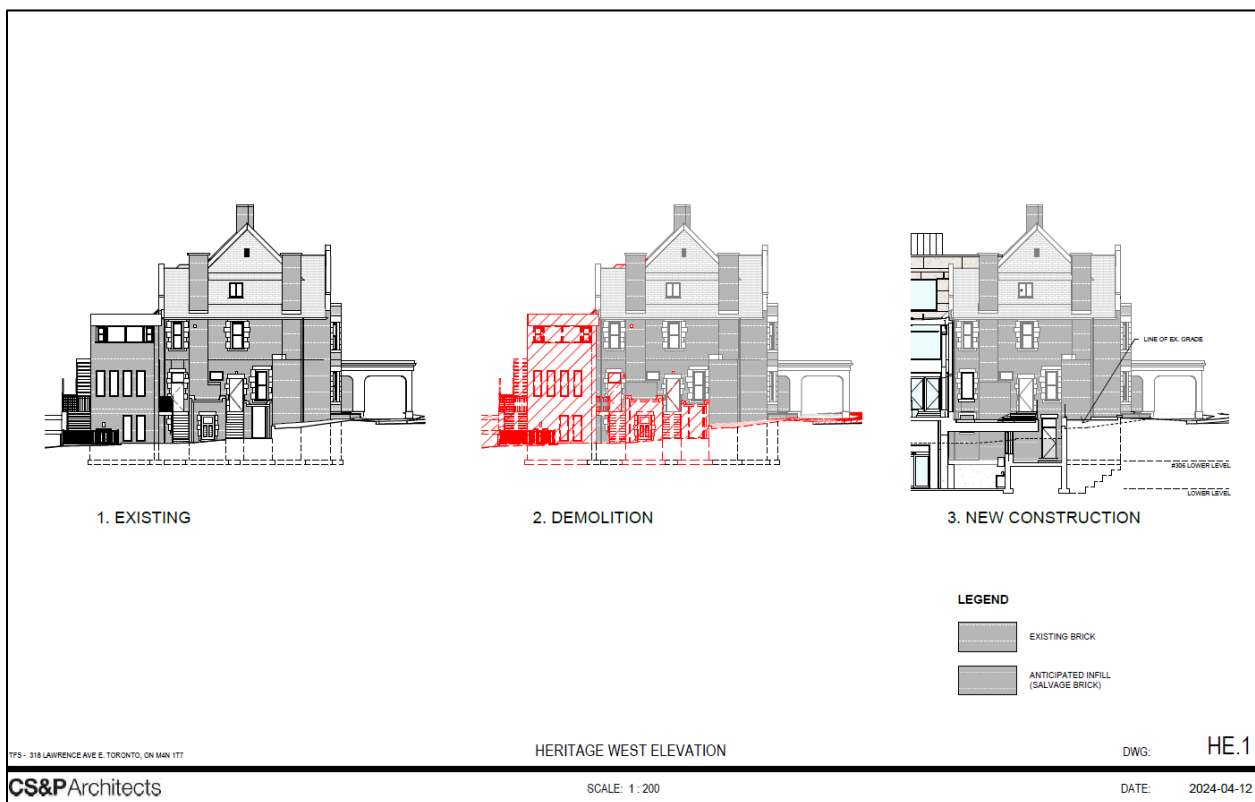 LINE OF EX. GRADE
#306 LOWER LEVEL
LOWER LEVEL
1. EXISTING
2. DEMOLITION
3. NEW CONSTRUCTION
LEGEND
EXISTING BRICK
ANTICIPATED INFILL
(SALVAGE BRICK)
TFS - 318 LAWRENCE AVE E. TORONTO, ON M4N 1T7
HERITAGE WEST ELEVATION
DWG: HE.1
CS&PArchitects
SCALE: 1 : 200
DATE: 2024-04-12